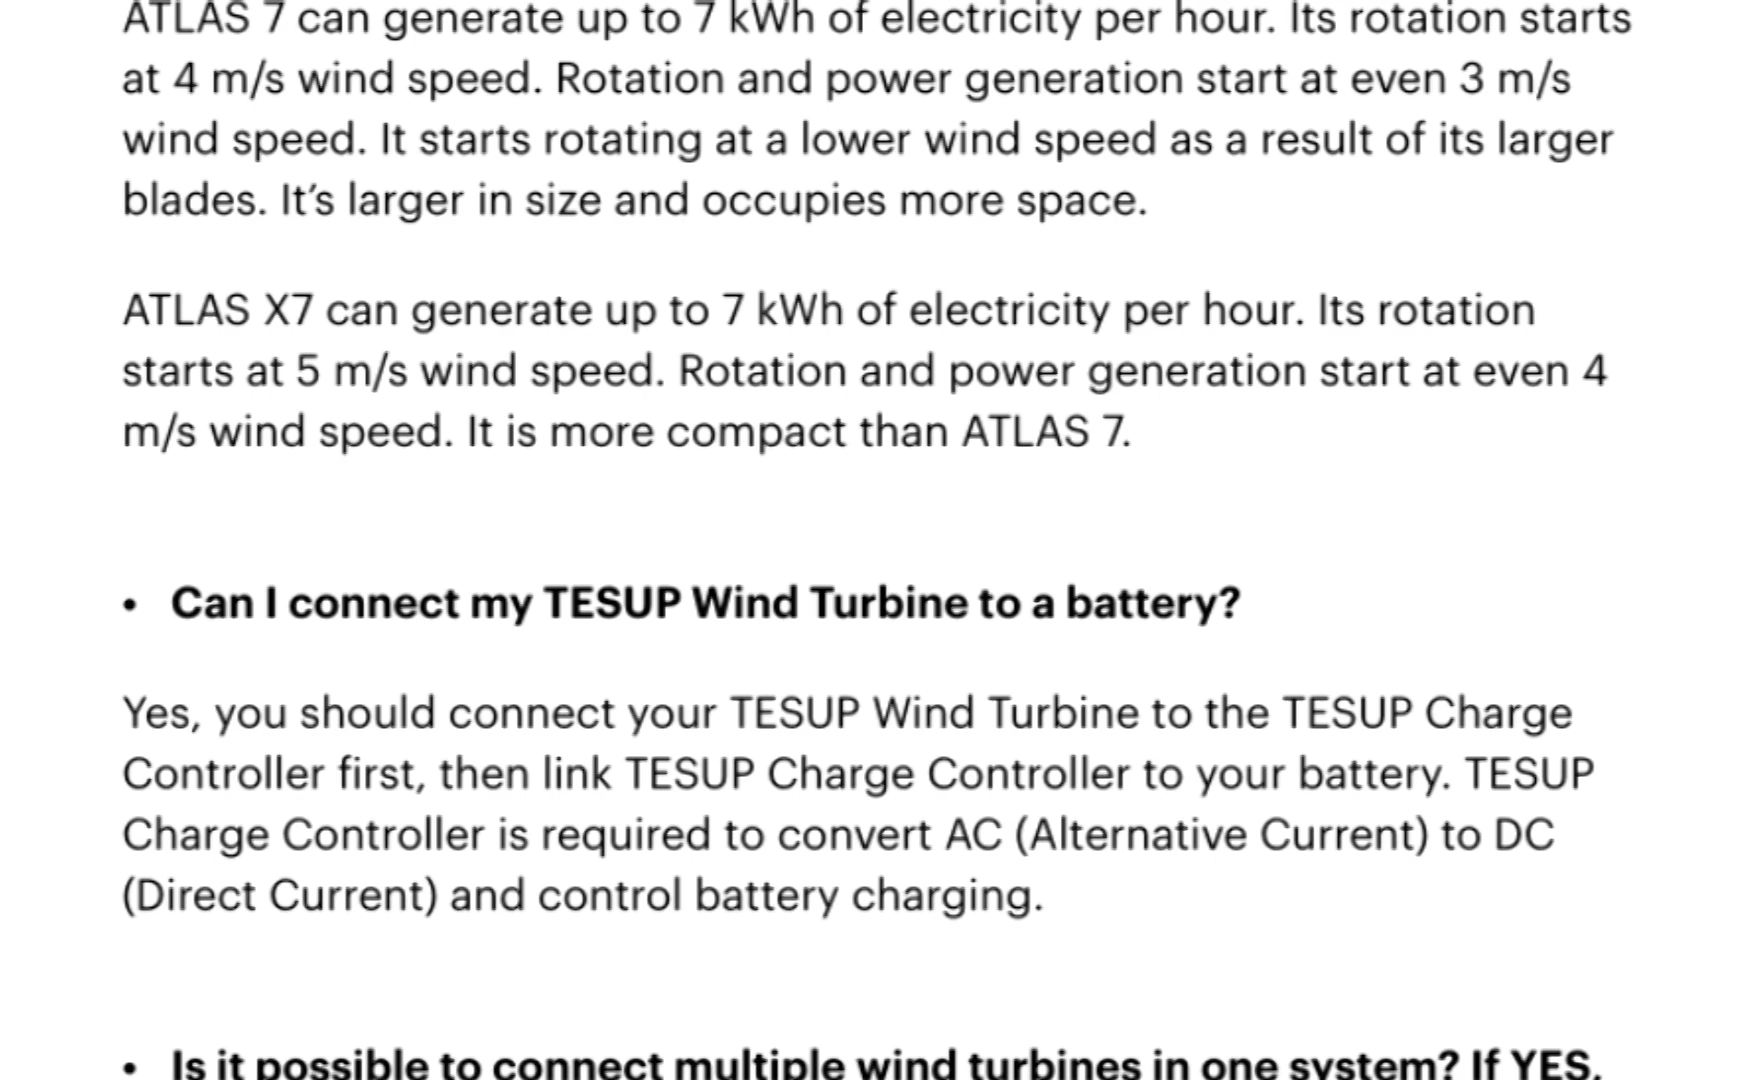 ATLAS 7 can generate up to 7 kWh of electricity per hour. Its rotation starts
at 4 m/s wind speed. Rotation and power generation start at even 3 m/s
wind speed. It starts rotating at a lower wind speed as a result of its larger
blades. It’s larger in size and occupies more space.
ATLAS X7 can generate up to 7 kWh of electricity per hour. Its rotation
starts at 5 m/s wind speed. Rotation and power generation start at even 4
m/s wind speed. It is more compact than ATLAS 7.
• Can I connect my TESUP Wind Turbine to a battery?
Yes, you should connect your TESUP Wind Turbine to the TESUP Charge
Controller first, then link TESUP Charge Controller to your battery. TESUP
Charge Controller is required to convert AC (Alternative Current) to DC
(Direct Current) and control battery charging.
• Is it possible to connect multiple wind turbines in one system? If YES,